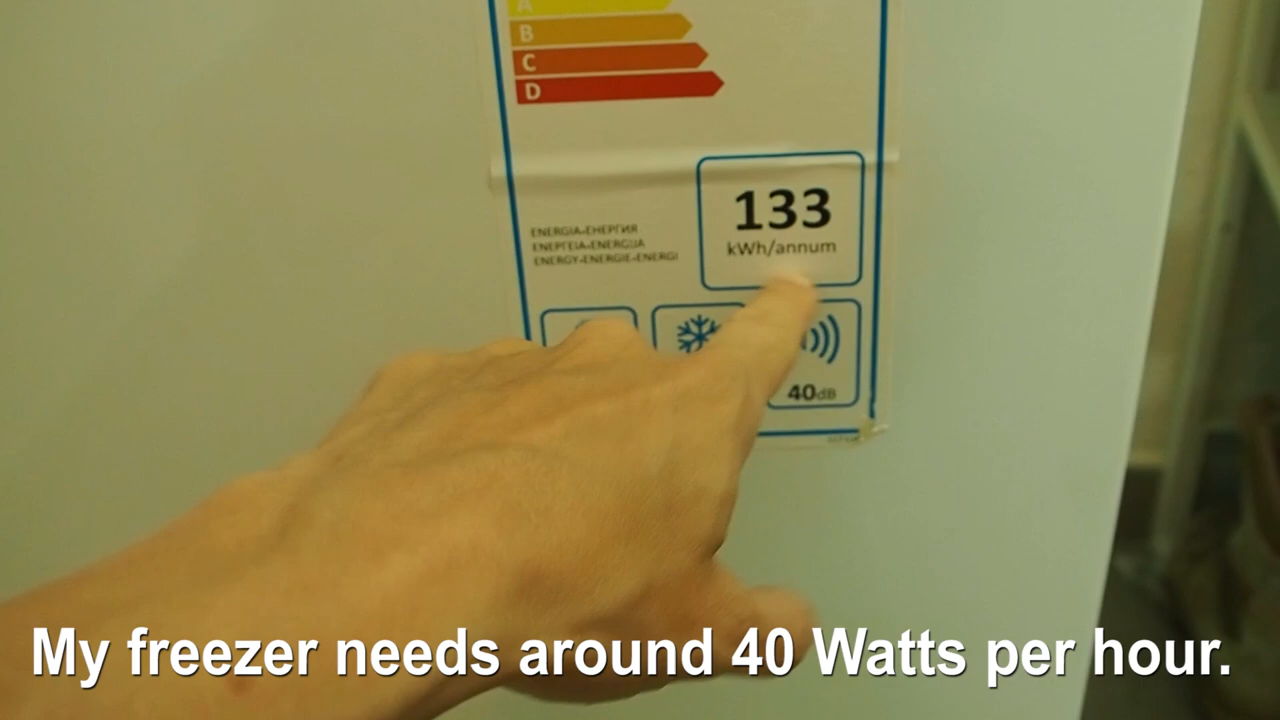 A
B
C
D
133
kWh/annum
ENERGIA·ЕНЕРГИЯ
ΕΝΕΡΓΕΙΑ·ENERGIJA
ENERGY·ENERGIE·ENERGI
40dB
My freezer needs around 40 Watts per hour.